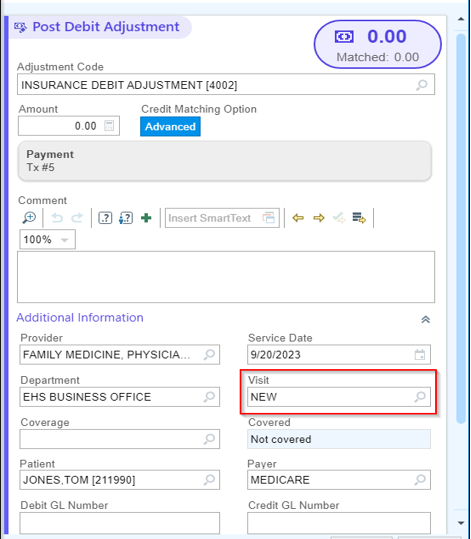 Post Debit Adjustment
0.00
Matched: 0.00
Adjustment Code
INSURANCE DEBIT ADJUSTMENT [4002]
Amount
Credit Matching Option
0.00
Advanced
Payment
Tx #5
Comment
Insert SmartText
100%
Additional Information
Provider
Service Date
FAMILY MEDICINE, PHYSICIA...
9/20/2023
Department
Visit
EHS BUSINESS OFFICE
NEW
Coverage
Covered
Not covered
Patient
Payer
JONES,TOM [211990]
MEDICARE
Debit GL Number
Credit GL Number